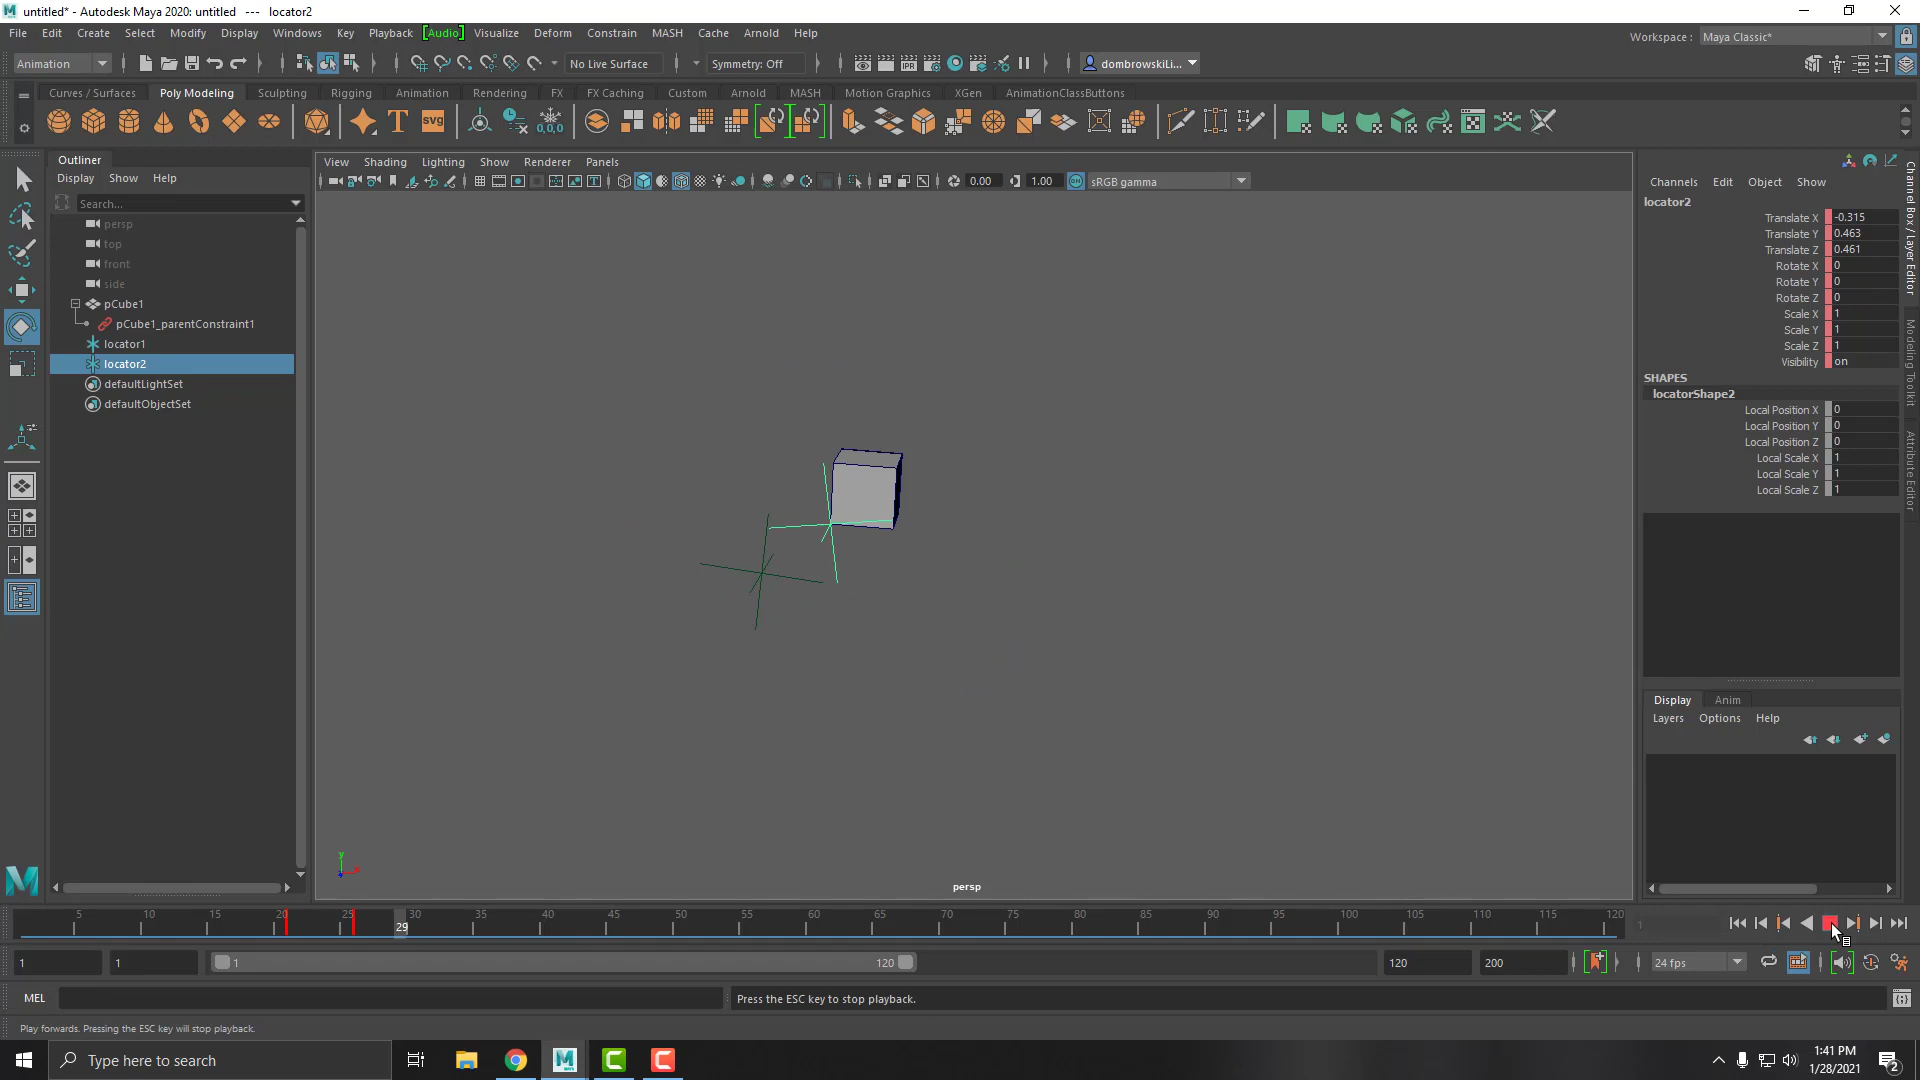 untitled* - Autodesk Maya 2020: untitled --- locator2
File Edit Create Select Modify Display Windows Key Playback [Audio] Visualize Deform Constrain MASH Cache Arnold Help
Workspace : Maya Classic*
Animation No Live Surface Symmetry: Off IPR dombrowskiLi...
Curves / Surfaces Poly Modeling Sculpting Rigging Animation Rendering FX FX Caching Custom Arnold MASH Motion Graphics XGen AnimationClassButtons
T svg 0,0,0
Outliner
Display Show Help
Search...
persp
top
front
side
pCube1
pCube1_parentConstraint1
locator1
locator2
defaultLightSet
defaultObjectSet
View Shading Lighting Show Renderer Panels
0.00 1.00 ON sRGB gamma
y
persp
Channels Edit Object Show
locator2
Translate X -0.315
Translate Y 0.463
Translate Z 0.461
Rotate X 0
Rotate Y 0
Rotate Z 0
Scale X 1
Scale Y 1
Scale Z 1
Visibility on
SHAPES
locatorShape2
Local Position X 0
Local Position Y 0
Local Position Z 0
Local Scale X 1
Local Scale Y 1
Local Scale Z 1
Display Anim
Layers Options Help
Channel Box / Layer Editor
Modeling Toolkit
Attribute Editor
5 10 15 20 25 30 35 40 45 50 55 60 65 70 75 80 85 90 95 100 105 110 115 120
29
1
1 1 1 120 120 200 24 fps
MEL Press the ESC key to stop playback.
Play forwards. Pressing the ESC key will stop playback.
Type here to search
1:41 PM
1/28/2021
2